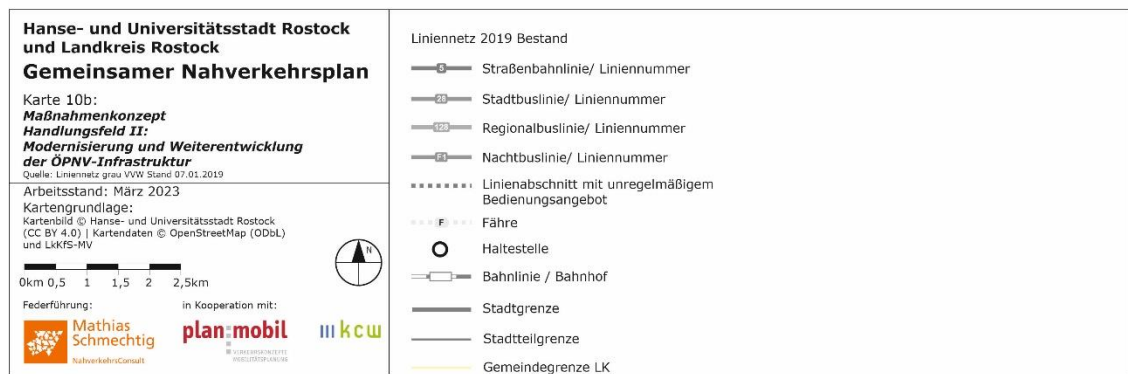 Hanse- und Universitätsstadt Rostock
und Landkreis Rostock
Gemeinsamer Nahverkehrsplan
Karte 10b:
Maßnahmenkonzept
Handlungsfeld II:
Modernisierung und Weiterentwicklung
der ÖPNV-Infrastruktur
Quelle: Liniennetz grau VVW Stand 07.01.2019
Arbeitsstand: März 2023
Kartengrundlage:
Kartenbild © Hanse- und Universitätsstadt Rostock
(CC BY 4.0) | Kartendaten © OpenStreetMap (ODbL)
und LkKfS-MV
N
0km 0,5 1 1,5 2 2,5km
Federführung: in Kooperation mit:
Mathias
Schmechtig
NahverkehrsConsult
plan:mobil
VERKEHRSKONZEPTE
MOBILITÄTSPLANUNG
kcw
Liniennetz 2019 Bestand
5 Straßenbahnlinie/ Liniennummer
28 Stadtbuslinie/ Liniennummer
128 Regionalbuslinie/ Liniennummer
F1 Nachtbuslinie/ Liniennummer
Linienabschnitt mit unregelmäßigem
Bedienungsangebot
F Fähre
Haltestelle
Bahnlinie / Bahnhof
Stadtgrenze
Stadtteilgrenze
Gemeindegrenze LK